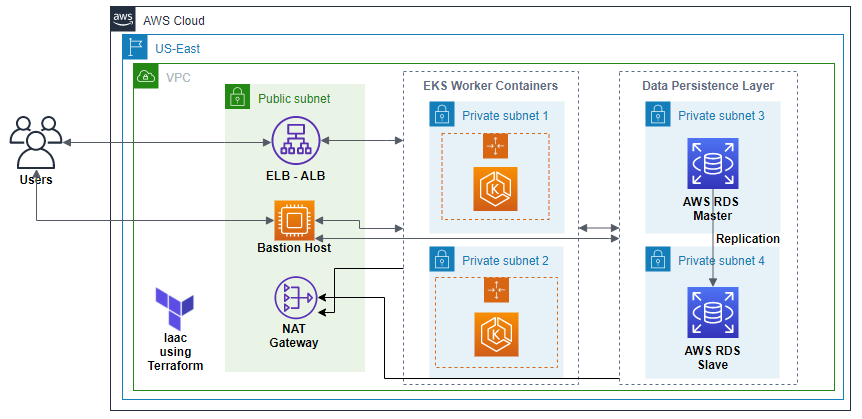 aws
AWS Cloud
US-East
VPC
Public subnet
EKS Worker Containers
Data Persistence Layer
Private subnet 1
Private subnet 3
Users
ELB - ALB
K
AWS RDS
Master
Bastion Host
Replication
Private subnet 2
Private subnet 4
NAT
Gateway
K
AWS RDS
Slave
Iaac
using
Terraform